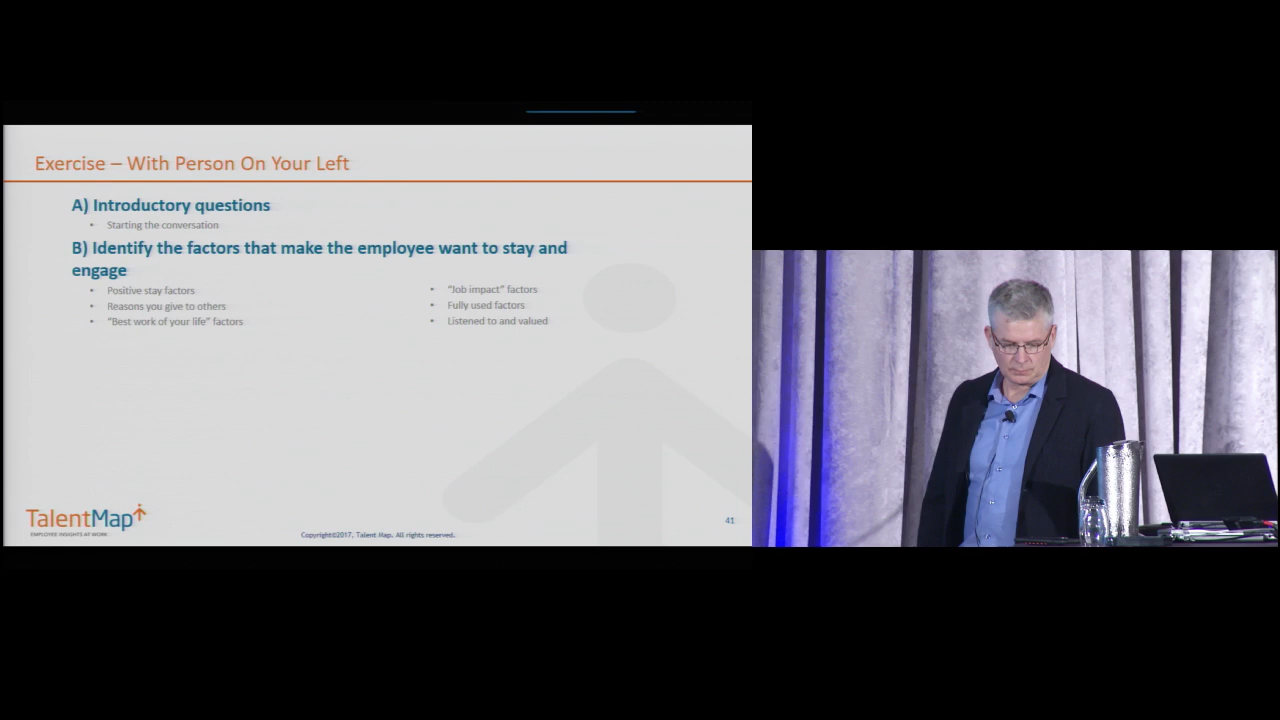 Exercise – With Person On Your Left
A) Introductory questions
• Starting the conversation
B) Identify the factors that make the employee want to stay and
engage
• Positive stay factors
• Reasons you give to others
• “Best work of your life” factors
• “Job impact” factors
• Fully used factors
• Listened to and valued
TalentMap
EMPLOYEE INSIGHTS AT WORK
Copyright©2017, Talent Map. All rights reserved.
41